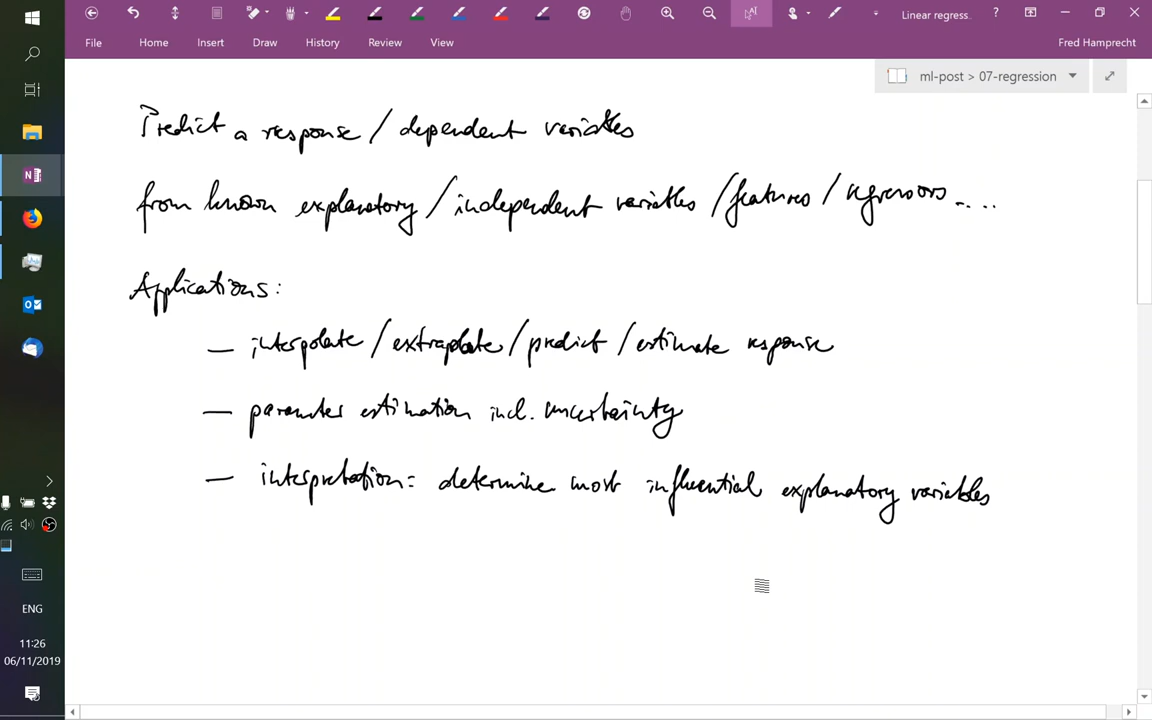 Linear regress.
Fred Hamprecht
File Home Insert Draw History Review View
ml-post > 07-regression
Predict a response / dependent variables
from known explanatory / independent variables / features / regressors ....
Applications:
— interpolate / extrapolate / predict / estimate response
— parameter estimation incl. uncertainty
— interpretation: determine most influential explanatory variables
ENG
11:26
06/11/2019